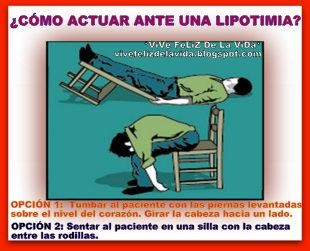 ¿CÓMO ACTUAR ANTE UNA LIPOTIMIA?
"ViVe FeLiZ De La ViDa"
vivefelizdelavida.blogspot.com
OPCIÓN 1: Tumbar al paciente con las piernas levantadas
sobre el nivel del corazón. Girar la cabeza hacia un lado.
OPCIÓN 2: Sentar al paciente en una silla con la cabeza
entre las rodillas.